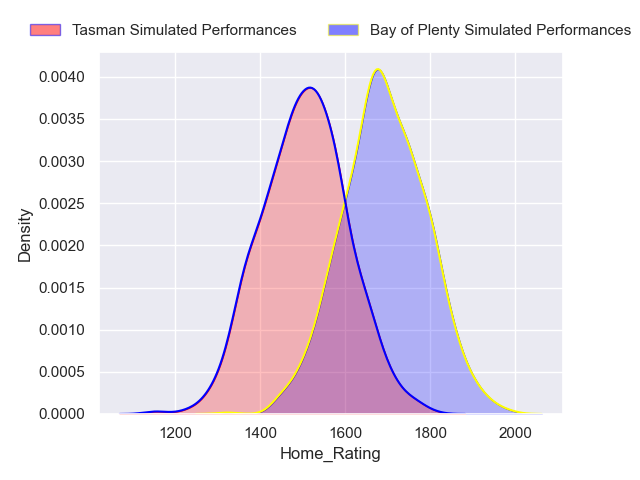 Tasman Simulated Performances Bay of Plenty Simulated Performances
0.0040
0.0035
0.0030
0.0025
0.0020
0.0015
0.0010
0.0005
0.0000
Density
1200 1400 1600 1800 2000
Home_Rating